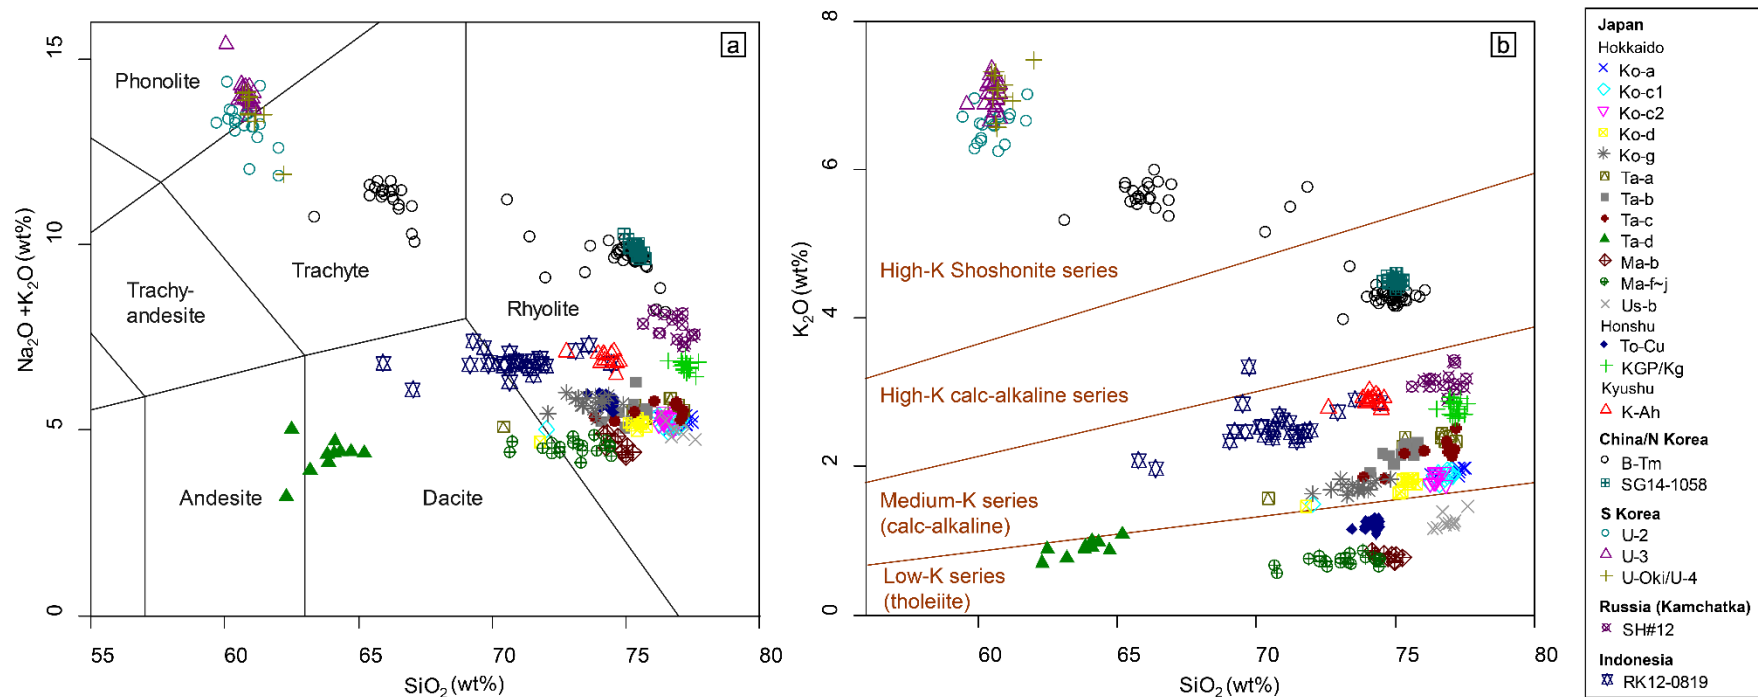 a
Phonolite
Trachyte
Trachy-
andesite
Rhyolite
Andesite
Dacite
Na2O +K2O (wt%)
0
5
10
15
55
60
65
70
75
80
SiO2 (wt%)
b
High-K Shoshonite series
High-K calc-alkaline series
Medium-K series
(calc-alkaline)
Low-K series
(tholeiite)
K2O (wt%)
0
2
4
6
8
60
65
70
75
80
SiO2 (wt%)
Japan
Hokkaido
Ko-a
Ko-c1
Ko-c2
Ko-d
Ko-g
Ta-a
Ta-b
Ta-c
Ta-d
Ma-b
Ma-f~j
Us-b
Honshu
To-Cu
KGP/Kg
Kyushu
K-Ah
China/N Korea
B-Tm
SG14-1058
S Korea
U-2
U-3
U-Oki/U-4
Russia (Kamchatka)
SH#12
Indonesia
RK12-0819